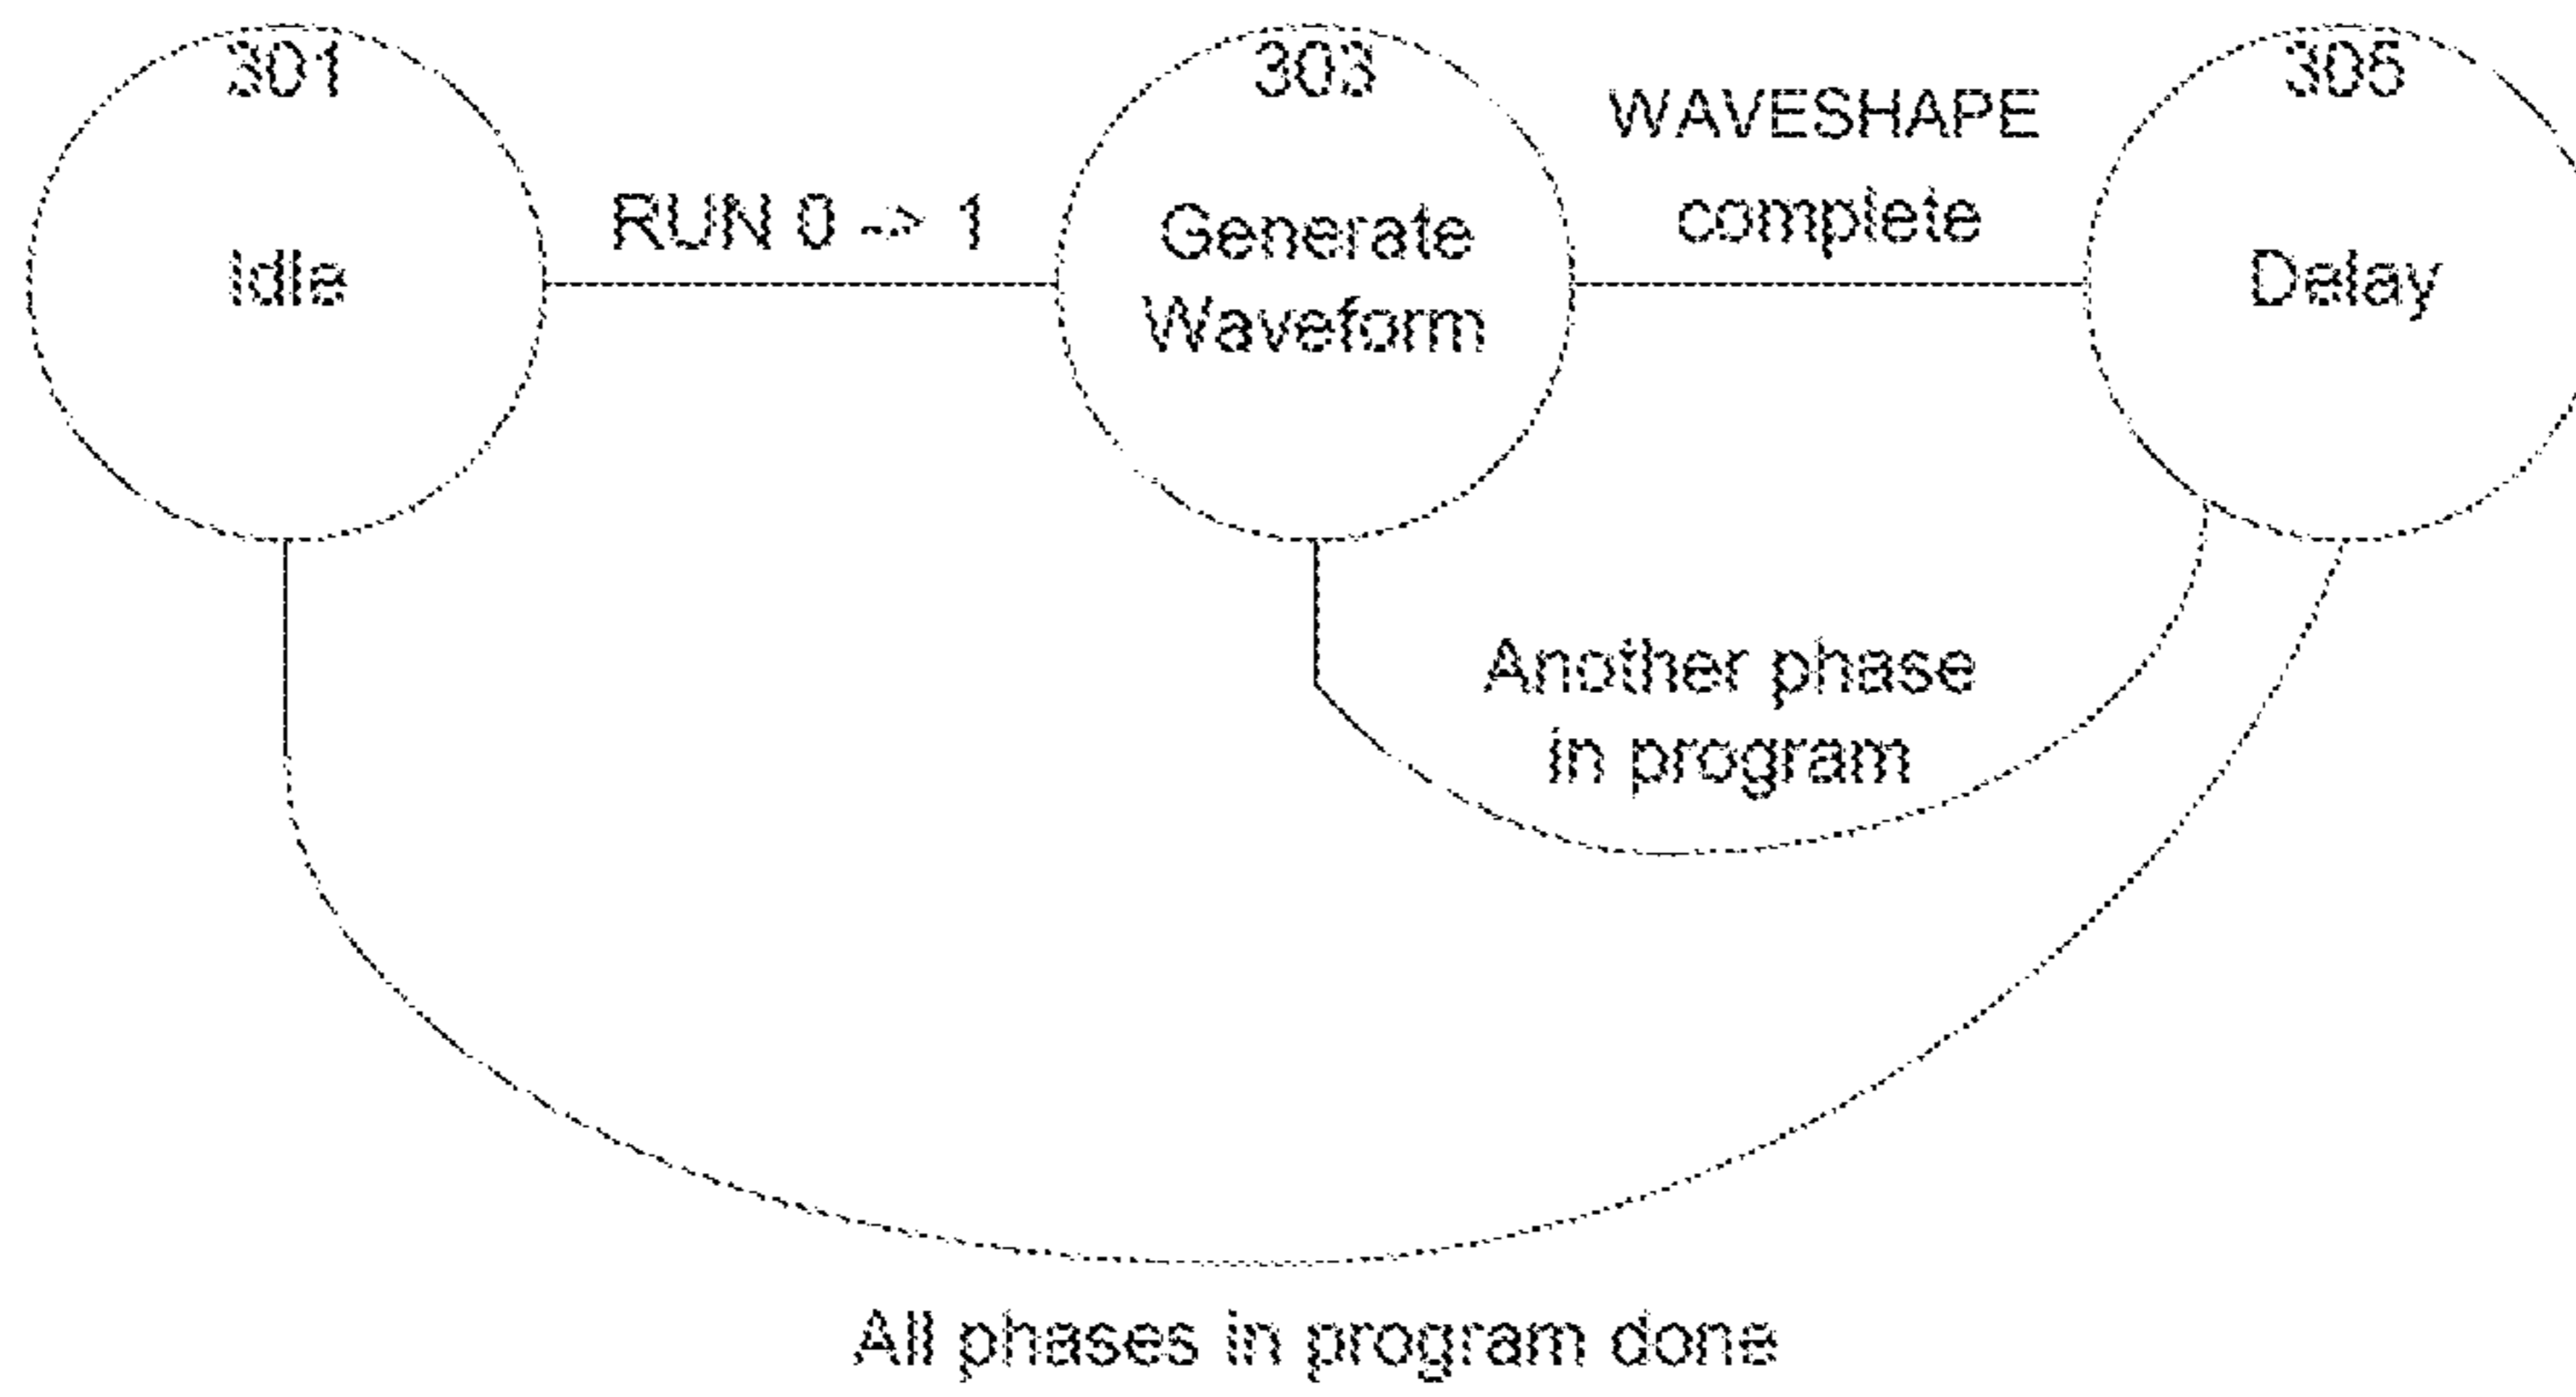 301
Idle
RUN 0 -> 1
303
Generate
Waveform
WAVESHAPE
complete
305
Delay
Another phase
in program
All phases in program done